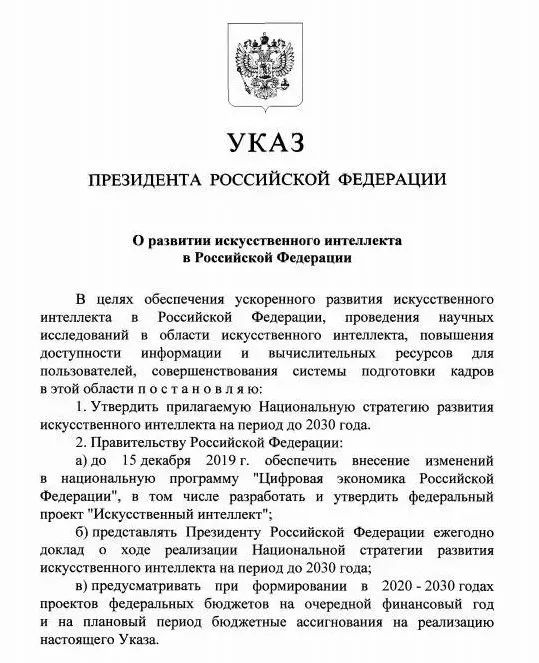 УКАЗ
ПРЕЗИДЕНТА РОССИЙСКОЙ ФЕДЕРАЦИИ
О развитии искусственного интеллекта
в Российской Федерации
В целях обеспечения ускоренного развития искусственного
интеллекта в Российской Федерации, проведения научных
исследований в области искусственного интеллекта, повышения
доступности информации и вычислительных ресурсов для
пользователей, совершенствования системы подготовки кадров
в этой области п о с т а н о в л я ю:
1. Утвердить прилагаемую Национальную стратегию развития
искусственного интеллекта на период до 2030 года.
2. Правительству Российской Федерации:
а) до 15 декабря 2019 г. обеспечить внесение изменений
в национальную программу "Цифровая экономика Российской
Федерации", в том числе разработать и утвердить федеральный
проект "Искусственный интеллект";
б) представлять Президенту Российской Федерации ежегодно
доклад о ходе реализации Национальной стратегии развития
искусственного интеллекта на период до 2030 года;
в) предусматривать при формировании в 2020 - 2030 годах
проектов федеральных бюджетов на очередной финансовый год
и на плановый период бюджетные ассигнования на реализацию
настоящего Указа.